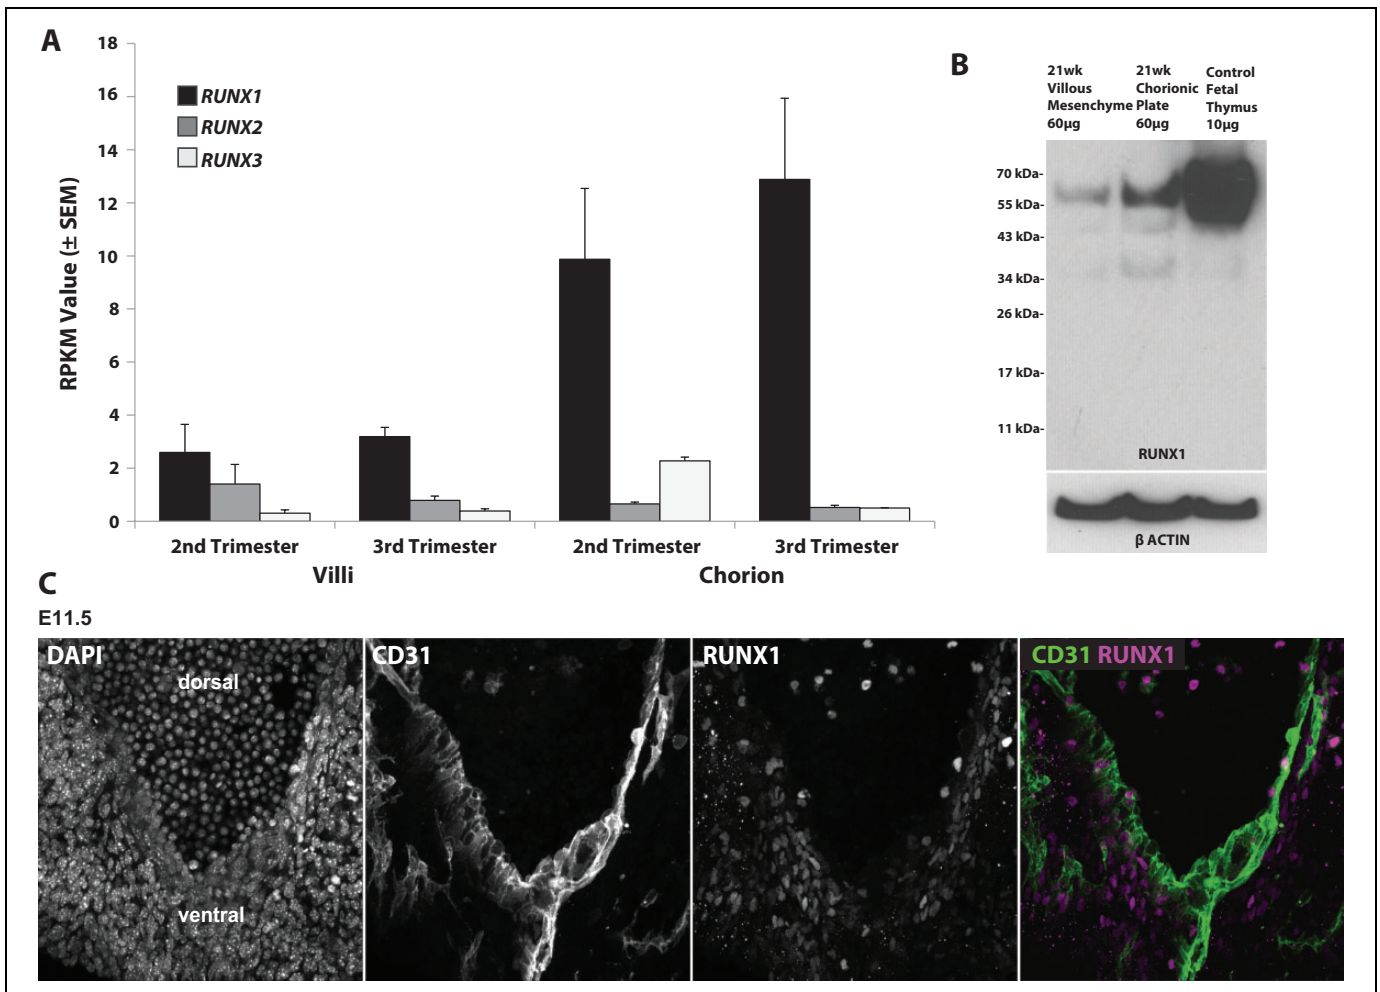 A
18
16
14
12
10
8
6
4
2
0
RPKM Value (± SEM)
RUNX1
RUNX2
RUNX3
2nd Trimester
3rd Trimester
2nd Trimester
3rd Trimester
Villi
Chorion
B
21wk
Villous
Mesenchyme
60μg
21wk
Chorionic
Plate
60μg
Control
Fetal
Thymus
10μg
70 kDa-
55 kDa-
43 kDa-
34 kDa-
26 kDa-
17 kDa-
11 kDa-
RUNX1
β ACTIN
C
E11.5
DAPI
dorsal
ventral
CD31
RUNX1
CD31 RUNX1